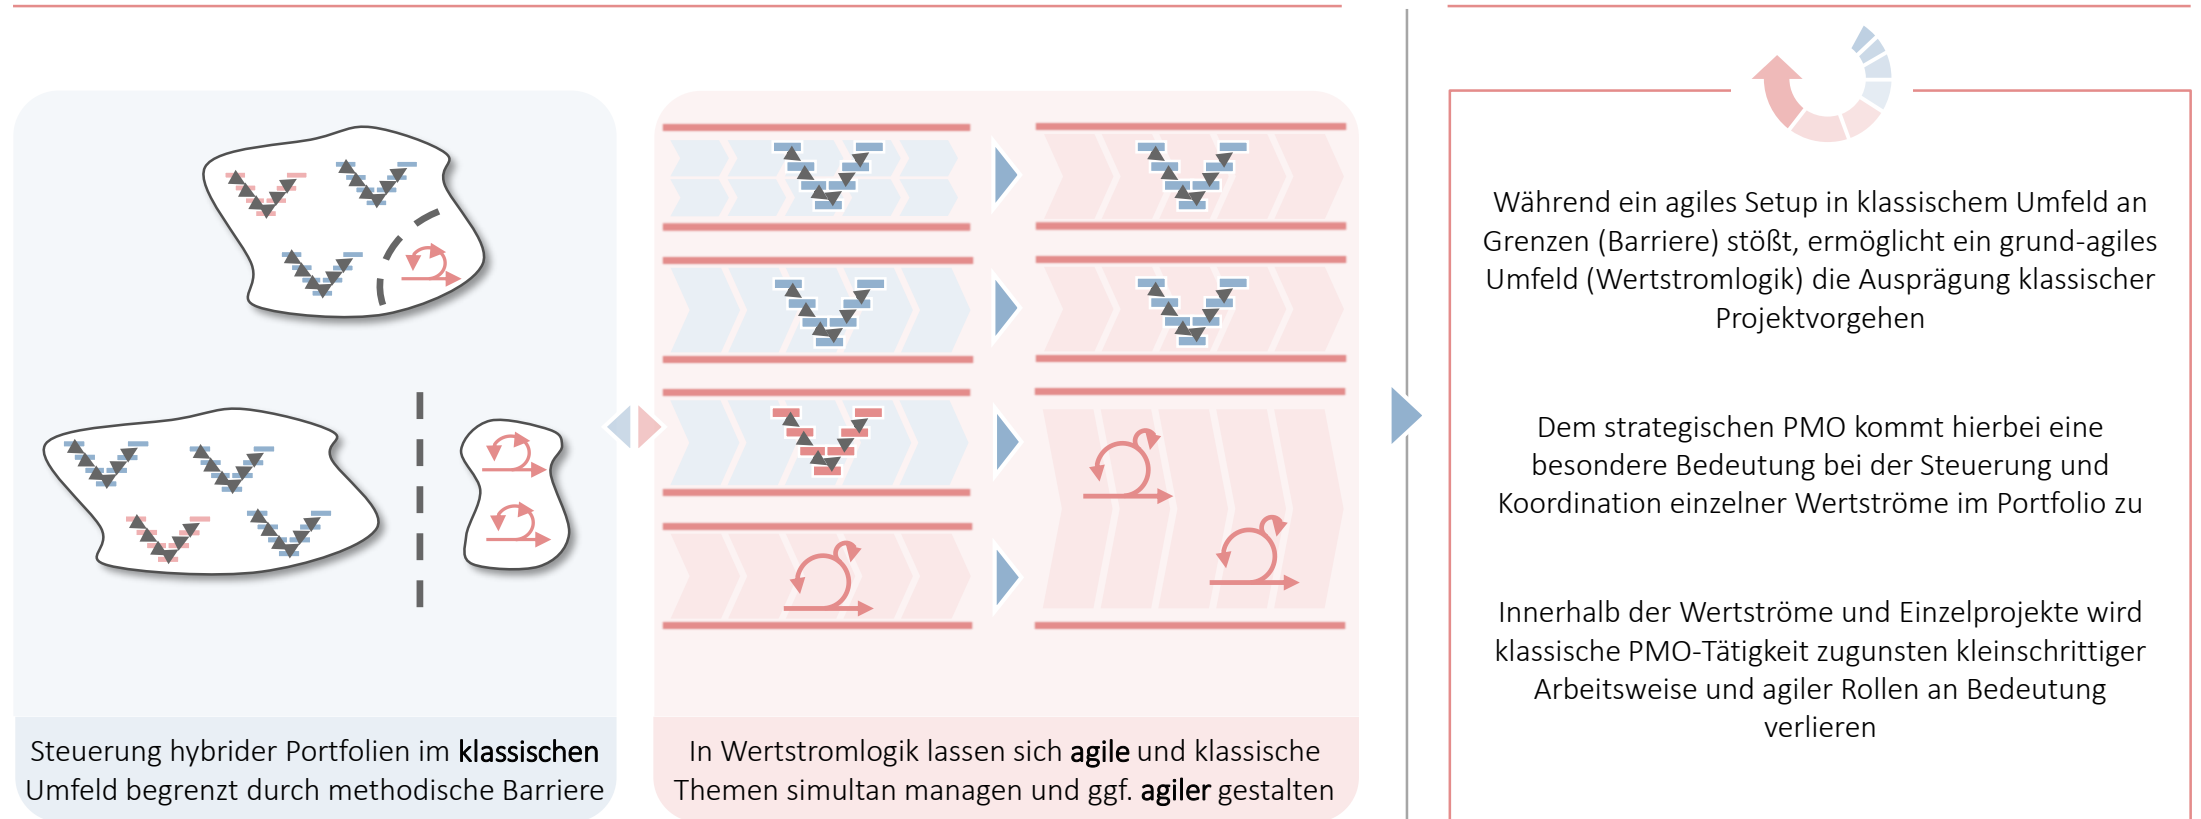 Steuerung hybrider Portfolien im klassischen
Umfeld begrenzt durch methodische Barriere
In Wertstromlogik lassen sich agile und klassische
Themen simultan managen und ggf. agiler gestalten
Während ein agiles Setup in klassischem Umfeld an
Grenzen (Barriere) stößt, ermöglicht ein grund-agiles
Umfeld (Wertstromlogik) die Ausprägung klassischer
Projektvorgehen
Dem strategischen PMO kommt hierbei eine
besondere Bedeutung bei der Steuerung und
Koordination einzelner Wertströme im Portfolio zu
Innerhalb der Wertströme und Einzelprojekte wird
klassische PMO-Tätigkeit zugunsten kleinschrittiger
Arbeitsweise und agiler Rollen an Bedeutung
verlieren